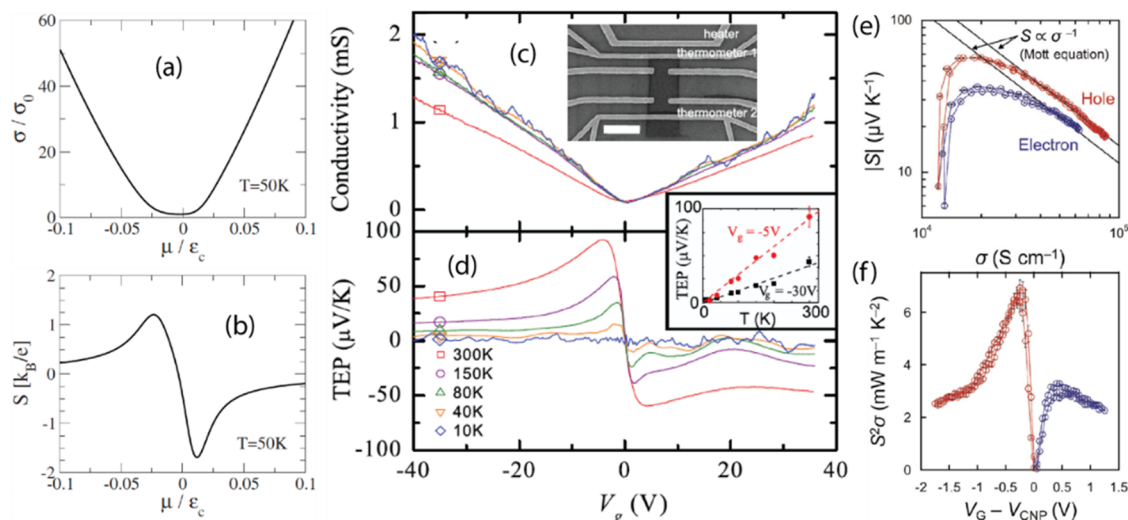 (a)
σ / σ0
60
40
20
0
T=50K
-0.1 -0.05 0 0.05 0.1
μ / εc
(b)
S [kB/e]
2
1
0
-1
-2
T=50K
-0.1 -0.05 0 0.05 0.1
μ / εc
(c)
Conductivity (mS)
2
1
0
heater
thermometer 1
thermometer 2
(d)
TEP (μV/K)
100
50
0
-50
-100
300K
150K
80K
40K
10K
-40 -20 0 20 40
Vg (V)
TEP (μV/K)
100
0
Vg = -5V
Vg = -30V
0 300
T (K)
(e)
|S| (μV K⁻¹)
100
10
S ∝ σ⁻¹
(Mott equation)
Hole
Electron
10⁴ 10⁵
σ (S cm⁻¹)
(f)
S²σ (mW m⁻¹ K⁻²)
8
6
4
2
0
-2 -1.5 -1 -0.5 0 0.5 1 1.5
VG − VCNP (V)